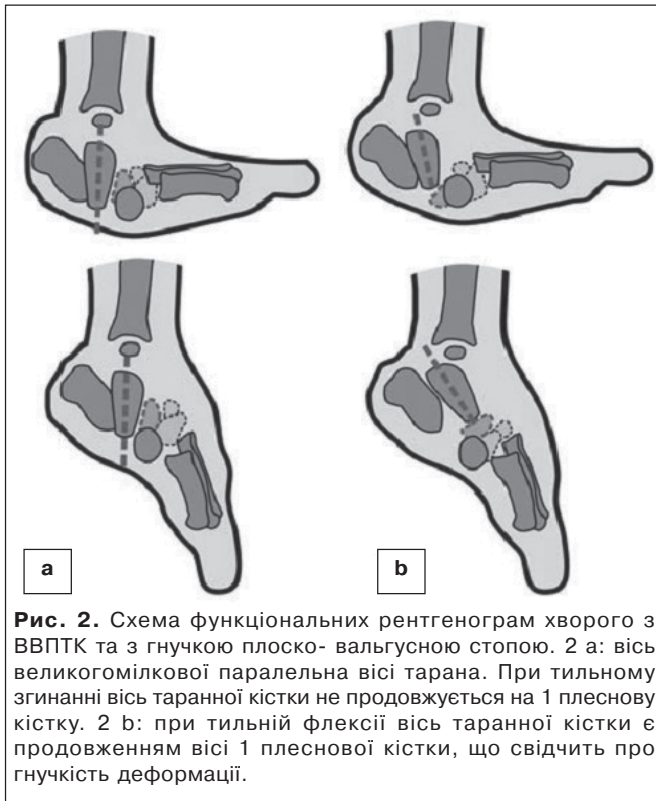 a
b
Рис. 2. Схема функціональних рентгенограм хворого з
ВВПТК та з гнучкою плоско- вальгусною стопою. 2 а: вісь
великогомілкової паралельна вісі тарана. При тильному
згинанні вісь таранної кістки не продовжується на 1 плеснову
кістку. 2 b: при тильній флексії вісь таранної кістки є
продовженням вісі 1 плеснової кістки, що свідчить про
гнучкість деформації.